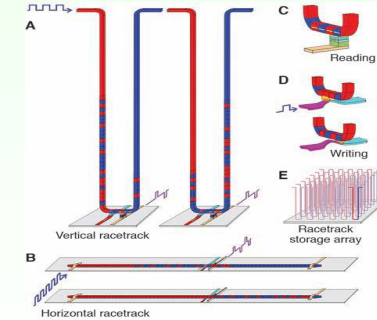 A
Vertical racetrack
B
Horizontal racetrack
C
Reading
D
Writing
E
Racetrack
storage array